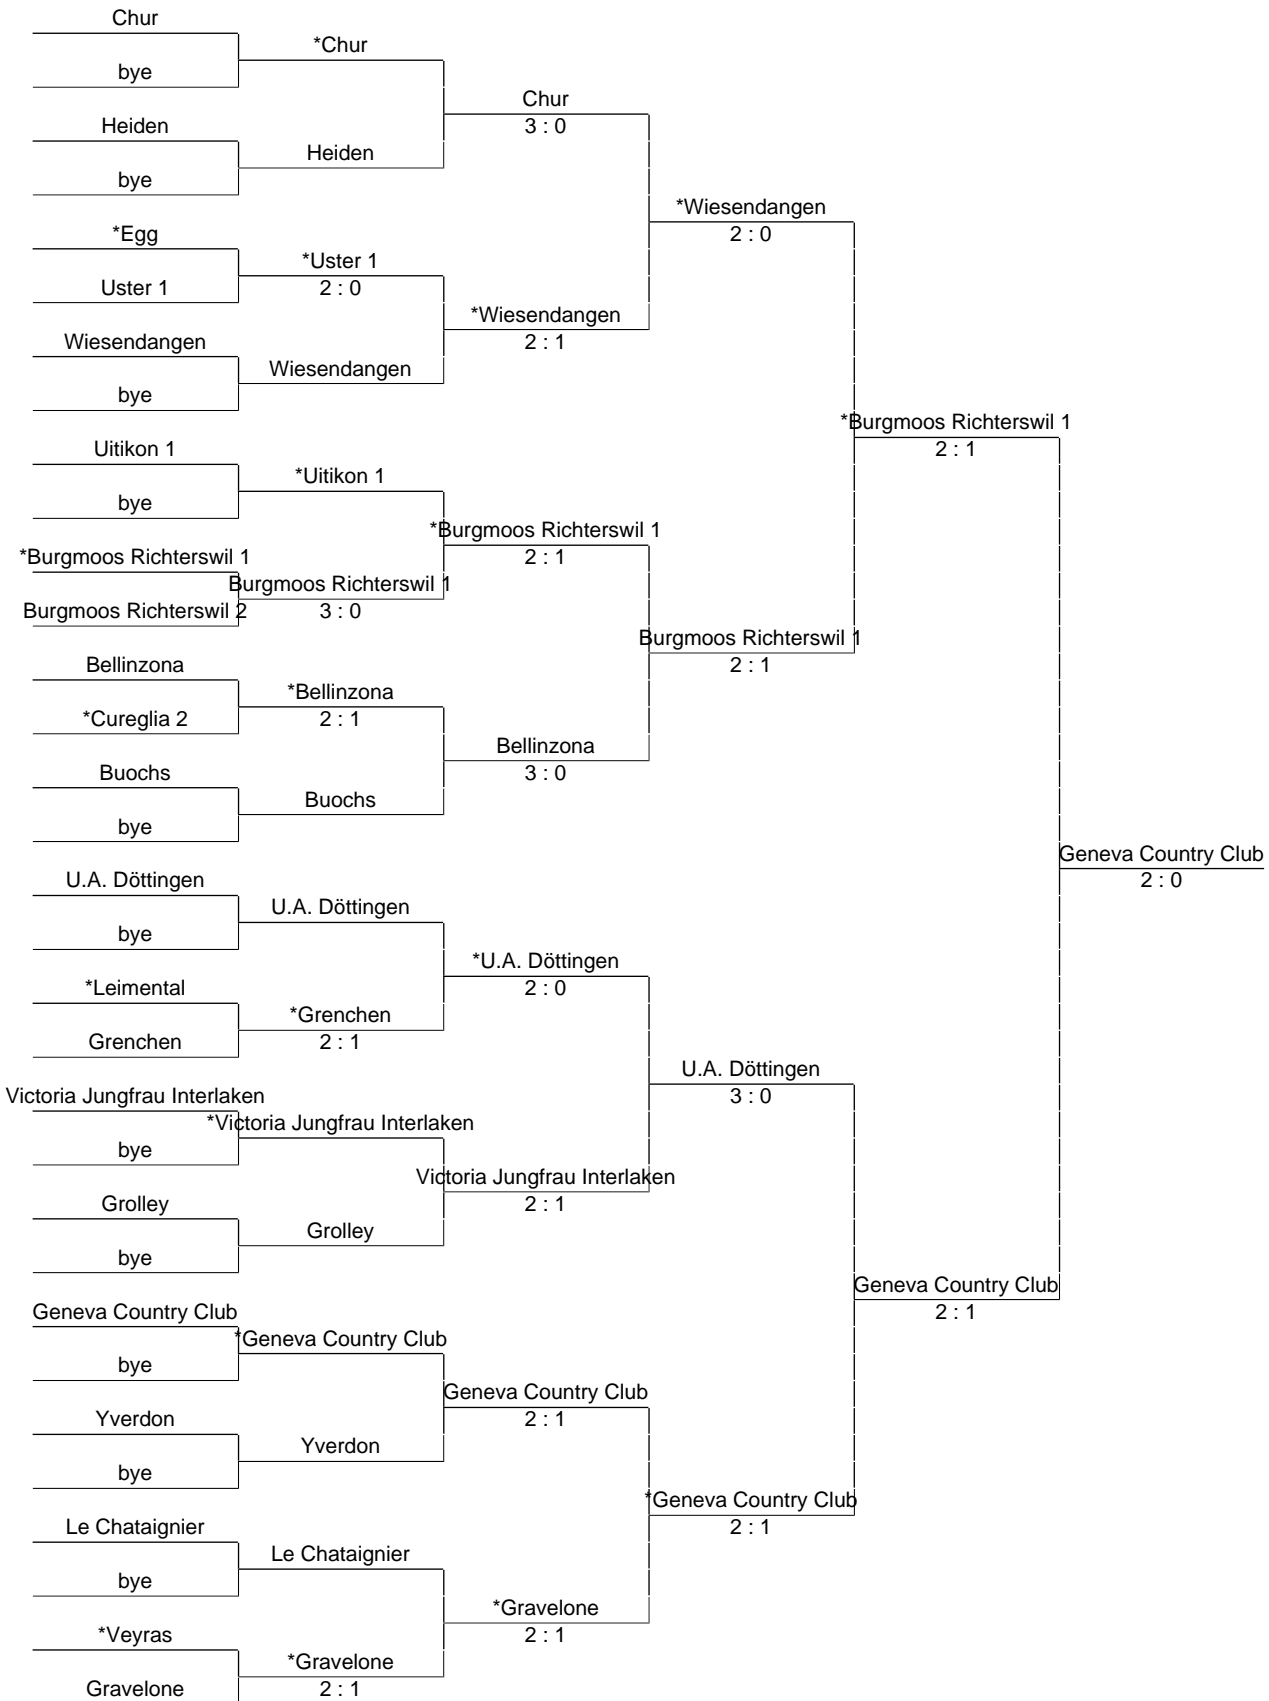 Chur
*Chur
bye
Chur
Heiden
3 : 0
Heiden
bye
*Wiesendangen
*Egg
2 : 0
*Uster 1
Uster 1
2 : 0
*Wiesendangen
Wiesendangen
2 : 1
Wiesendangen
bye
*Burgmoos Richterswil 1
Uitikon 1
2 : 1
*Uitikon 1
bye
*Burgmoos Richterswil 1
*Burgmoos Richterswil 1
2 : 1
Burgmoos Richterswil 1
Burgmoos Richterswil 2
3 : 0
Burgmoos Richterswil 1
Bellinzona
2 : 1
*Bellinzona
*Cureglia 2
2 : 1
Bellinzona
Buochs
3 : 0
Buochs
bye
Geneva Country Club
U.A. Döttingen
2 : 0
U.A. Döttingen
bye
*U.A. Döttingen
*Leimental
2 : 0
*Grenchen
Grenchen
2 : 1
U.A. Döttingen
Victoria Jungfrau Interlaken
3 : 0
*Victoria Jungfrau Interlaken
bye
Victoria Jungfrau Interlaken
Grolley
2 : 1
Grolley
bye
Geneva Country Club
Geneva Country Club
2 : 1
*Geneva Country Club
bye
Geneva Country Club
Yverdon
2 : 1
Yverdon
bye
*Geneva Country Club
Le Chataignier
2 : 1
Le Chataignier
bye
*Gravelone
*Veyras
2 : 1
*Gravelone
Gravelone
2 : 1